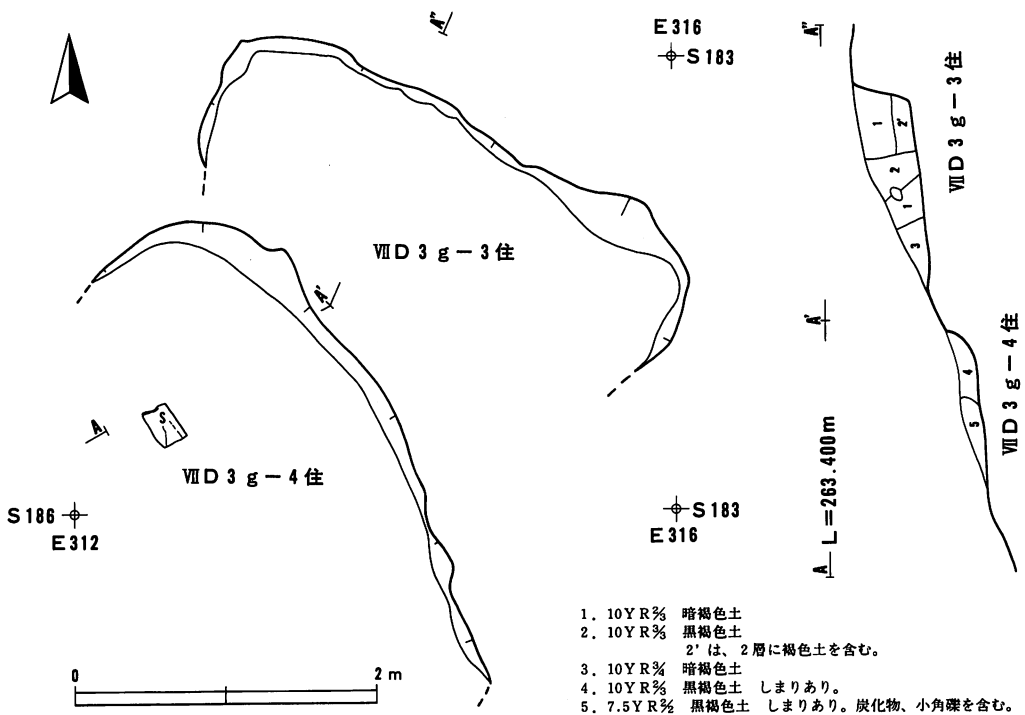 A"
E316
S183
A"
ⅦD3g-3住
1
2'
2
1
3
ⅦD3g-3住
A'
A'
ⅦD3g-4住
4
5
A
S
ⅦD3g-4住
A L=263.400m
S186
E312
S183
E316
0 2m
1. 10YR⅔ 暗褐色土
2. 10YR 黒褐色土
2'は、2層に褐色土を含む。
3. 10YR¾ 暗褐色土
4. 10YR 黒褐色土 しまりあり。
5. 7.5YR2/2 黒褐色土 しまりあり。炭化物、小角礫を含む。